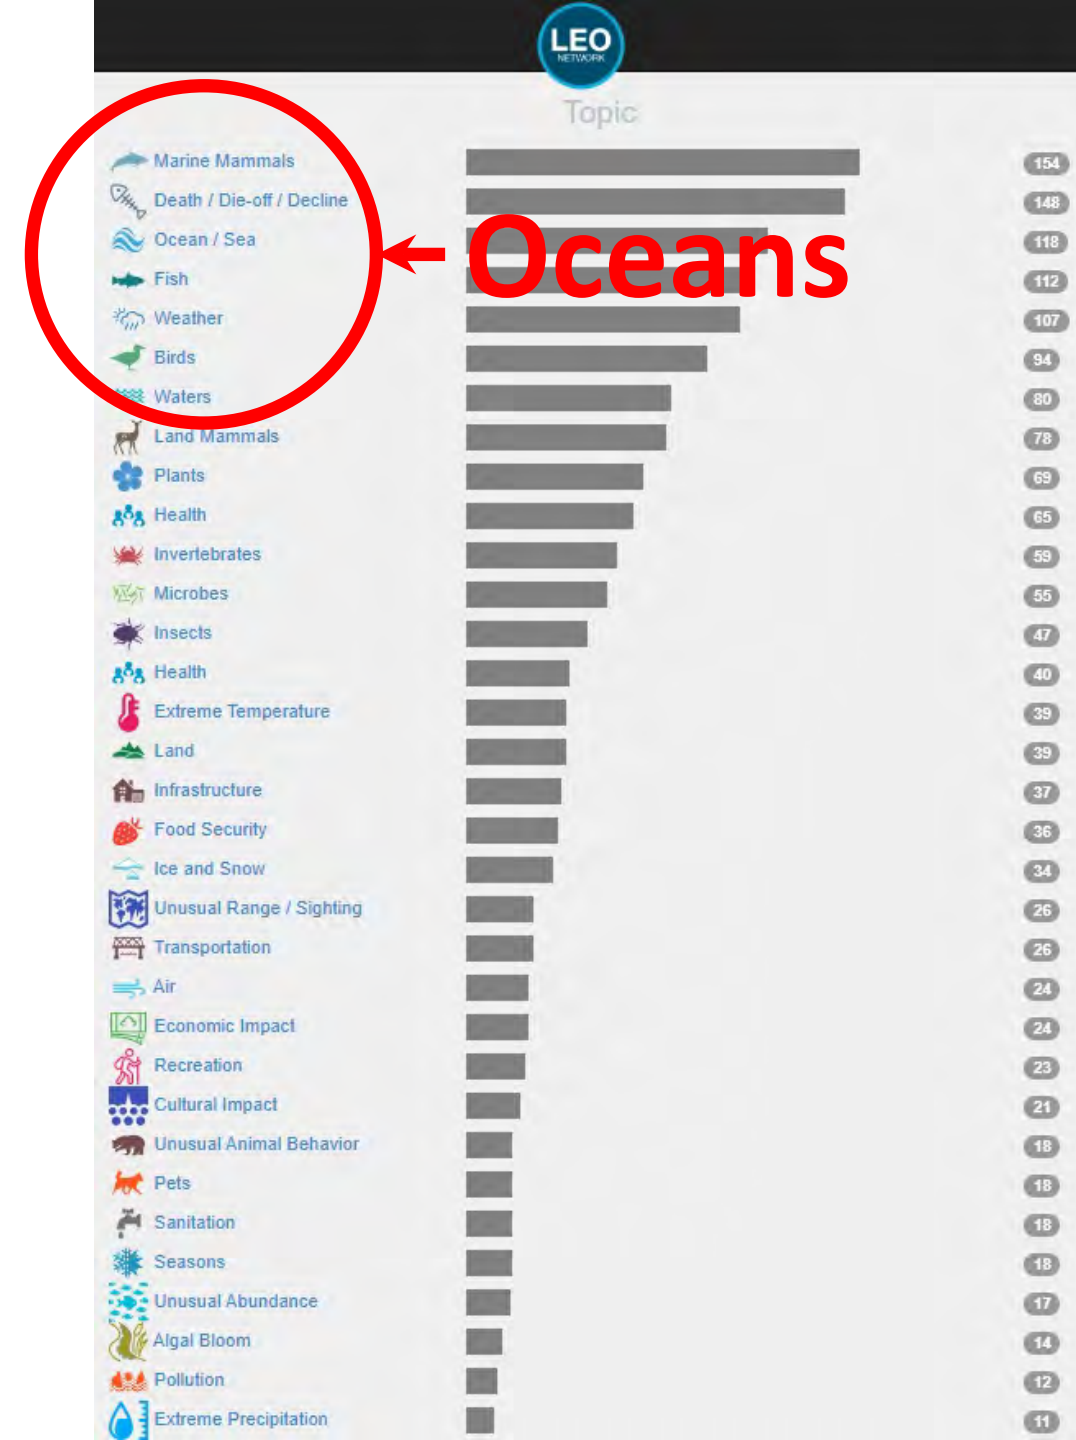 LEO
NETWORK
Topic
Marine Mammals 154
Death / Die-off / Decline 148
Ocean / Sea 118
Oceans
Fish 112
Weather 107
Birds 94
Waters 80
Land Mammals 78
Plants 69
Health 65
Invertebrates 59
Microbes 55
Insects 47
Health 40
Extreme Temperature 39
Land 39
Infrastructure 37
Food Security 36
Ice and Snow 34
Unusual Range / Sighting 26
Transportation 26
Air 24
Economic Impact 24
Recreation 23
Cultural Impact 21
Unusual Animal Behavior 18
Pets 18
Sanitation 18
Seasons 18
Unusual Abundance 17
Algal Bloom 14
Pollution 12
Extreme Precipitation 11